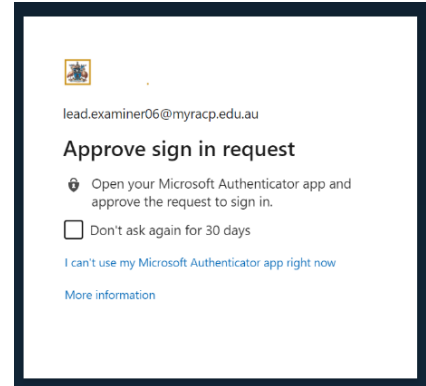 lead.examiner06@myracp.edu.au
Approve sign in request
Open your Microsoft Authenticator app and
approve the request to sign in.
Don't ask again for 30 days
I can't use my Microsoft Authenticator app right now
More information